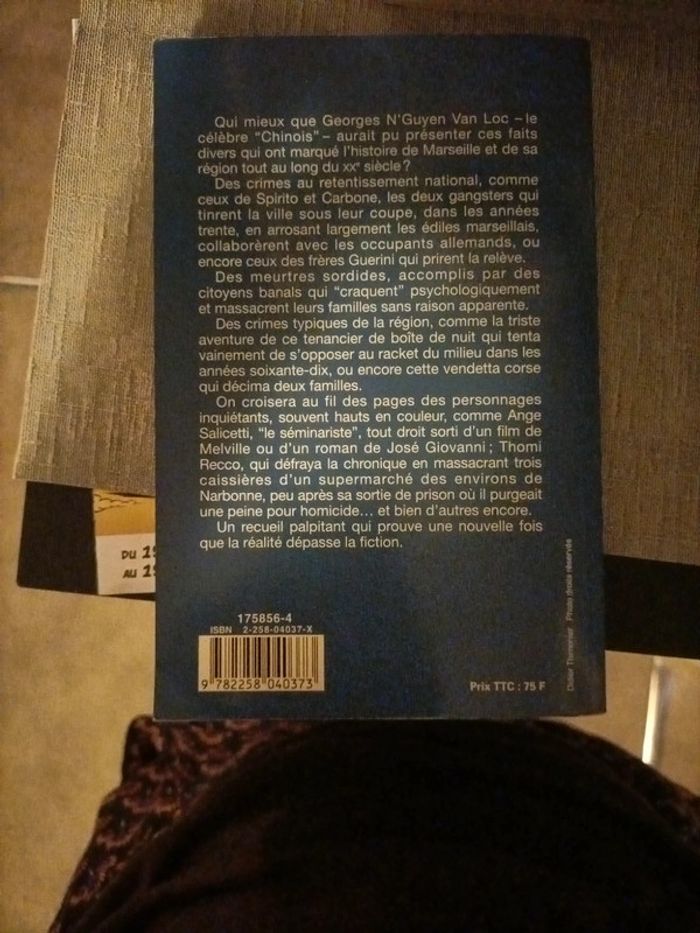 Qui mieux que Georges N'Guyen Van Loc – le
célèbre "Chinois" – aurait pu présenter ces faits
divers qui ont marqué l'histoire de Marseille et de sa
région tout au long du XXe siècle ?
Des crimes au retentissement national, comme
ceux de Spirito et Carbone, les deux gangsters qui
tinrent la ville sous leur coupe, dans les années
trente, en arrosant largement les édiles marseillais,
collaborèrent avec les occupants allemands, ou
encore ceux des frères Guerini qui prirent la relève.
Des meurtres sordides, accomplis par des
citoyens banals qui "craquent" psychologiquement
et massacrent leurs familles sans raison apparente.
Des crimes typiques de la région, comme la triste
aventure de ce tenancier de boîte de nuit qui tenta
vainement de s'opposer au racket du milieu dans les
années soixante-dix, ou encore cette vendetta corse
qui décima deux familles.
On croisera au fil des pages des personnages
inquiétants, souvent hauts en couleur, comme Ange
Salicetti, "le séminariste", tout droit sorti d'un film de
Melville ou d'un roman de José Giovanni ; Thomi
Recco, qui défraya la chronique en massacrant trois
caissières d'un supermarché des environs de
Narbonne, peu après sa sortie de prison où il purgeait
une peine pour homicide... et bien d'autres encore.
Un recueil palpitant qui prouve une nouvelle fois
que la réalité dépasse la fiction.
DU 19
AU 19
175856-4
ISBN 2-258-04037-X
9 782258 040373
Prix TTC : 75 F
Didier Photo droits réservés